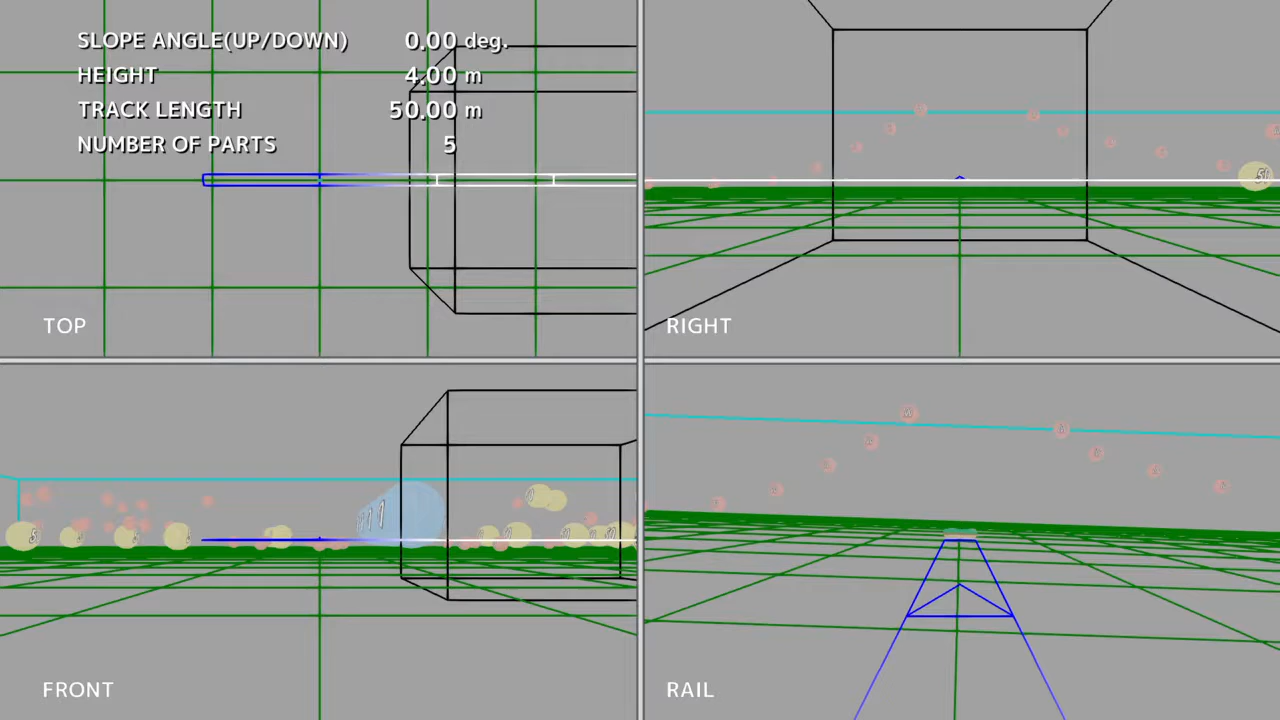 SLOPE ANGLE(UP/DOWN) 0.00 deg.
HEIGHT 4.00 m
TRACK LENGTH 50.00 m
NUMBER OF PARTS 5
TOP
RIGHT
FRONT
RAIL